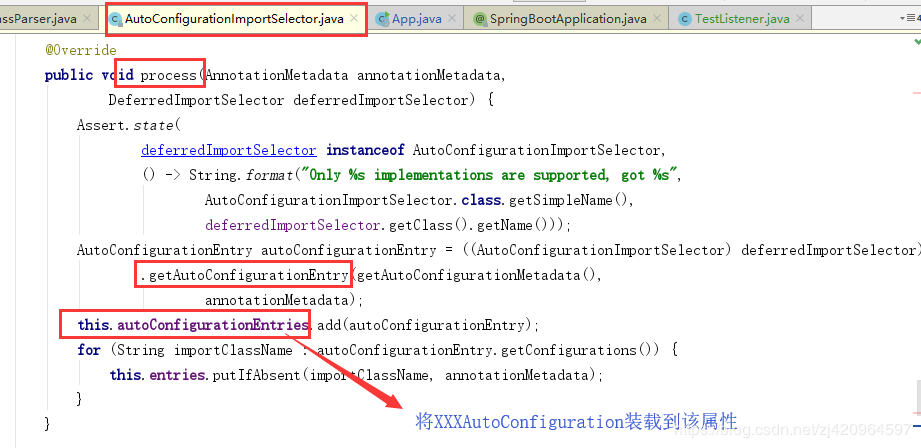 assParser.java × AutoConfigurationImportSelector.java × App.java × SpringBootApplication.java × TestListener.java × 4
@Override
public void process(AnnotationMetadata annotationMetadata,
DeferredImportSelector deferredImportSelector) {
Assert.state(
deferredImportSelector instanceof AutoConfigurationImportSelector,
() -> String.format("Only %s implementations are supported, got %s",
AutoConfigurationImportSelector.class.getSimpleName(),
deferredImportSelector.getClass().getName()));
AutoConfigurationEntry autoConfigurationEntry = ((AutoConfigurationImportSelector) deferredImportSelector)
.getAutoConfigurationEntry(getAutoConfigurationMetadata(),
annotationMetadata);
this.autoConfigurationEntries.add(autoConfigurationEntry);
for (String importClassName : autoConfigurationEntry.getConfigurations()) {
this.entries.putIfAbsent(importClassName, annotationMetadata);
}
}
将XXXAutoConfiguration装载到该属性
https://blog.csdn.net/zj420964597